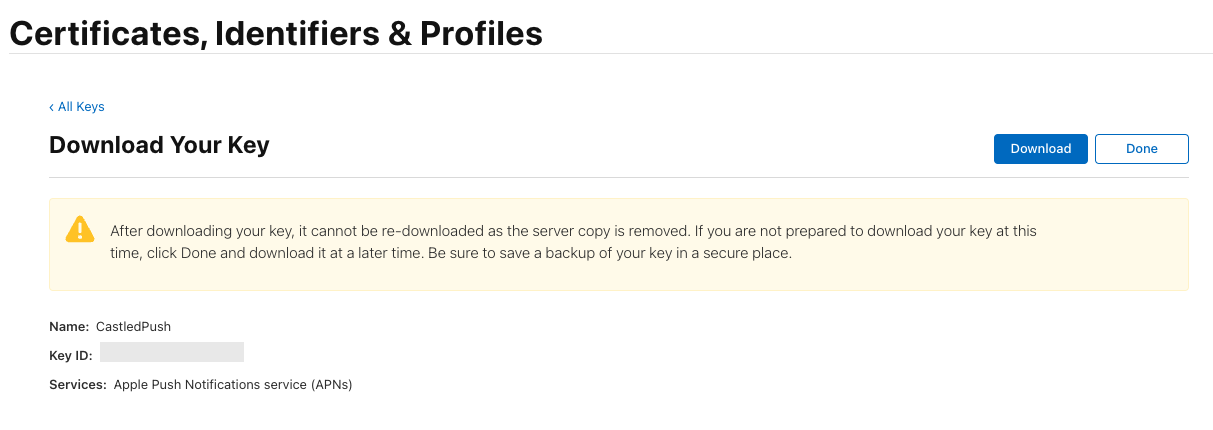 Certificates, Identifiers & Profiles
‹ All Keys
Download Your Key
Download
Done
After downloading your key, it cannot be re-downloaded as the server copy is removed. If you are not prepared to download your key at this
time, click Done and download it at a later time. Be sure to save a backup of your key in a secure place.
Name: CastledPush
Key ID:
Services: Apple Push Notifications service (APNs)